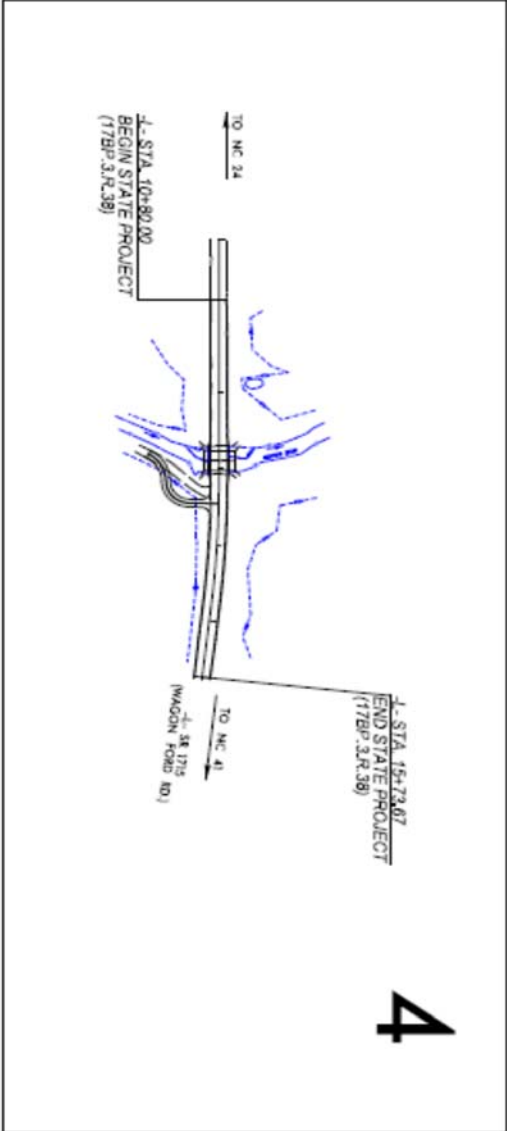 TO NC 24
-L- STA. 10+80.00
BEGIN STATE PROJECT
(17BP.3.R.38)
-L- STA. 15+73.67
END STATE PROJECT
(17BP.3.R.38)
TO NC 41
-L- SR 1715
(WAGON FORD RD.)
4